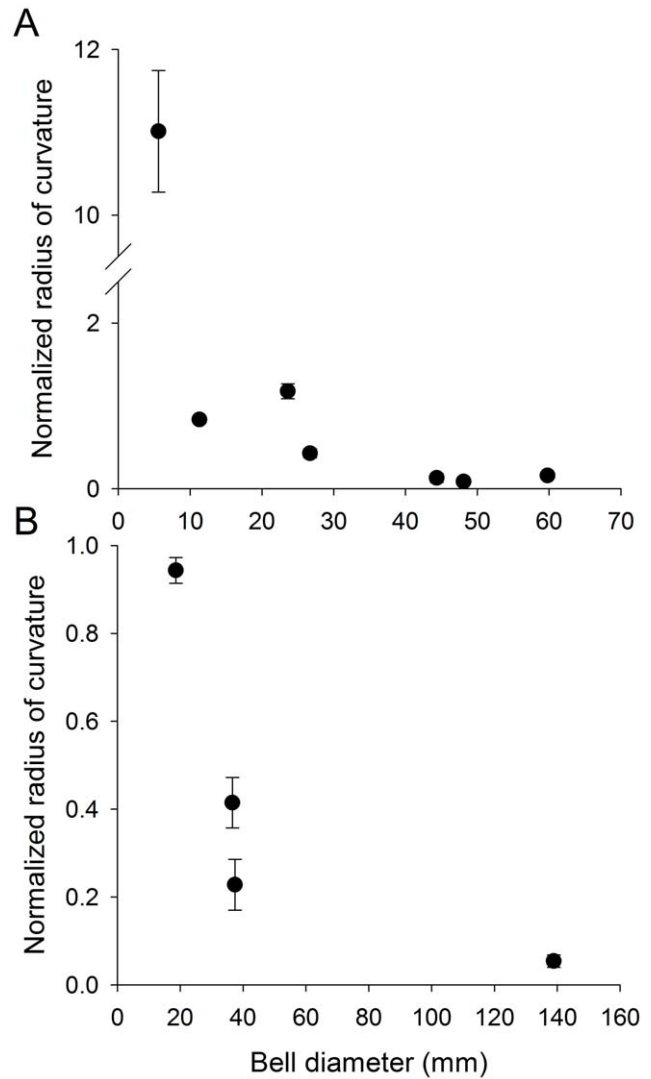 A
Normalized radius of curvature
12
10
2
0
0 10 20 30 40 50 60 70
B
Normalized radius of curvature
1.0
0.8
0.6
0.4
0.2
0.0
0 20 40 60 80 100 120 140 160
Bell diameter (mm)